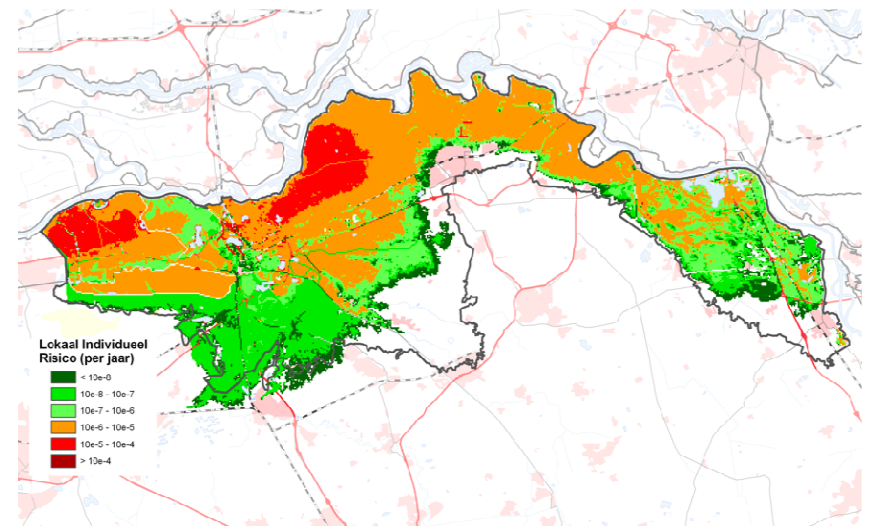 Lokaal Individueel
Risico (per jaar)
< 10e-8
10e-8 - 10e-7
10e-7 - 10e-6
10e-6 - 10e-5
10e-5 - 10e-4
> 10e-4